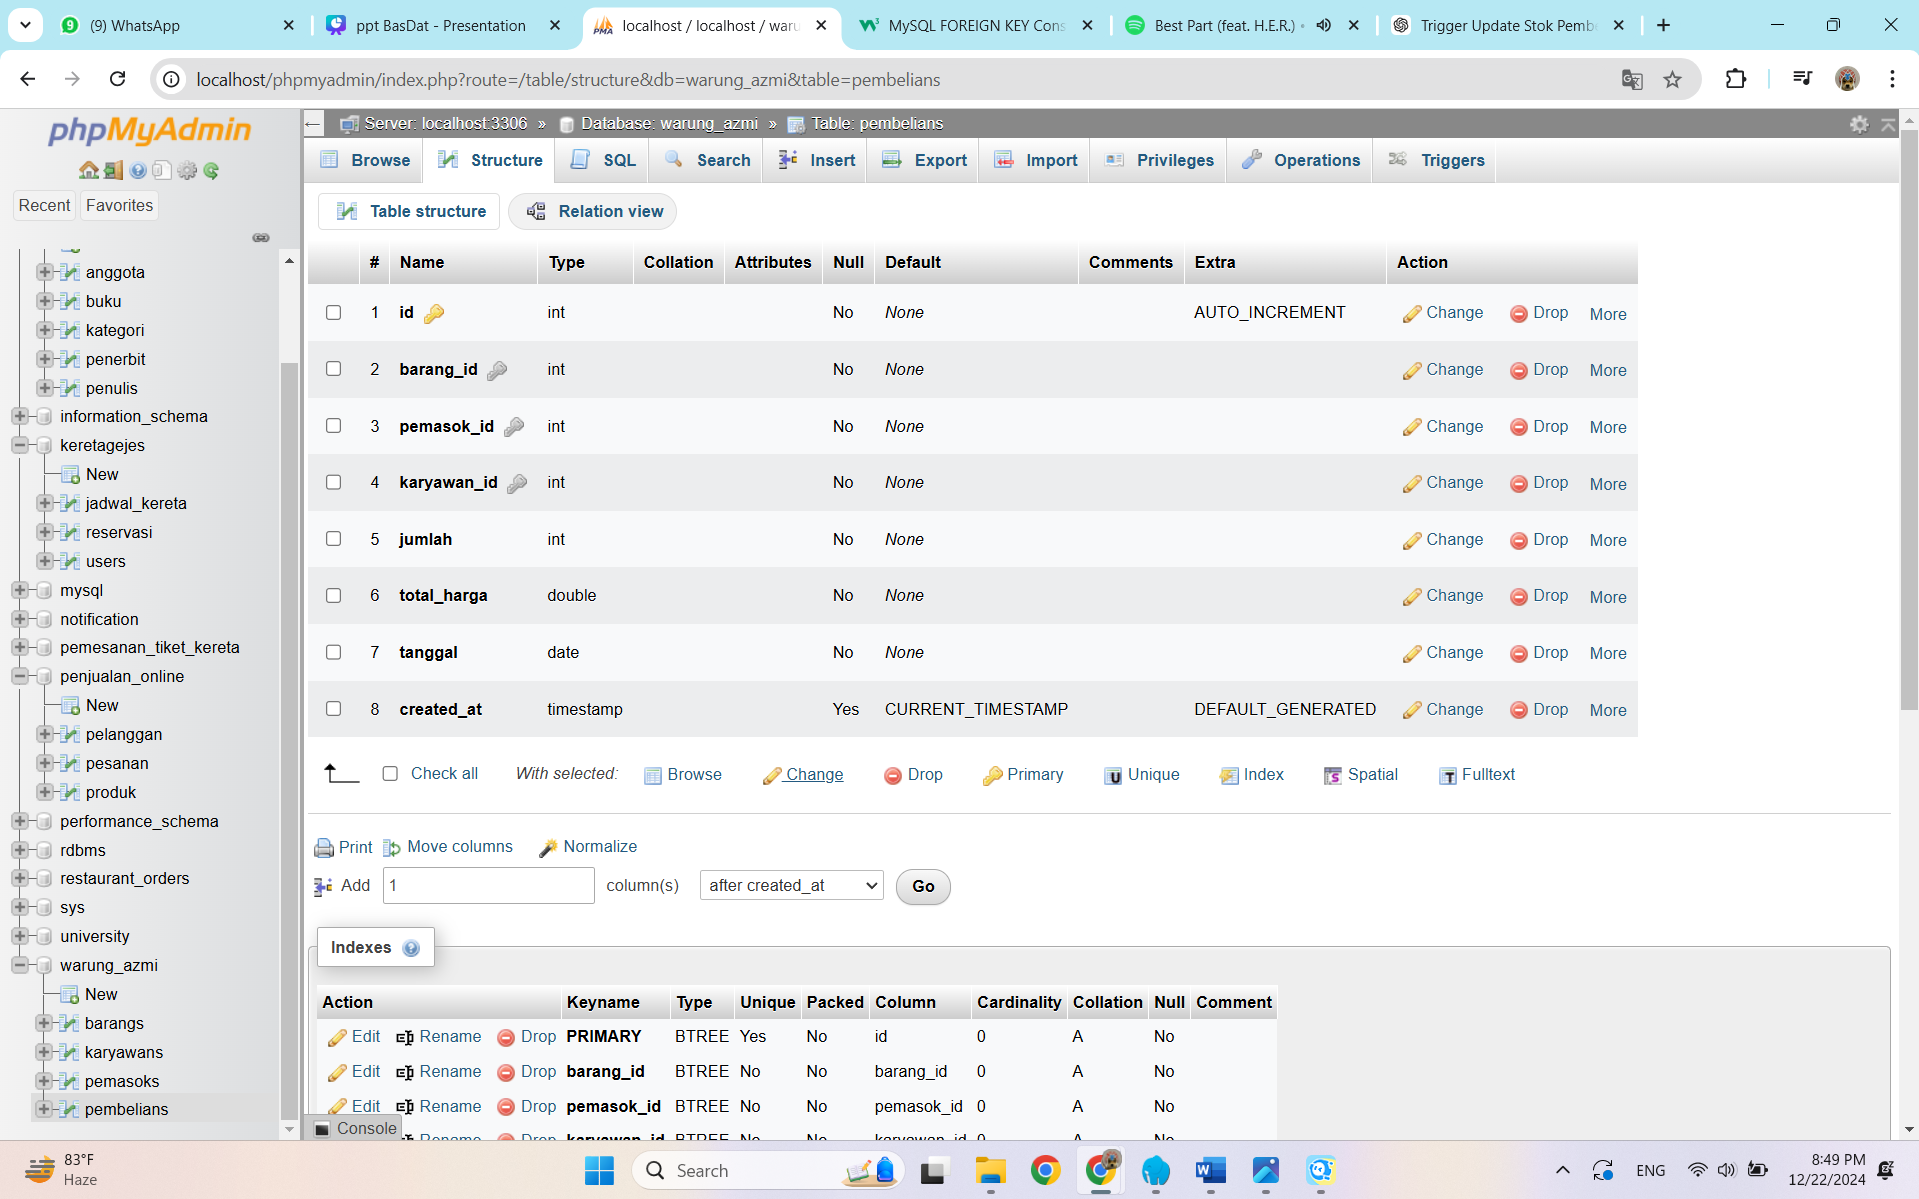 (9) WhatsApp
ppt BasDat - Presentation
localhost / localhost / waru
MySQL FOREIGN KEY Cons
Best Part (feat. H.E.R.) •
Trigger Update Stok Pembe
localhost/phpmyadmin/index.php?route=/table/structure&db=warung_azmi&table=pembelians
phpMyAdmin
Recent
Favorites
anggota
buku
kategori
penerbit
penulis
information_schema
keretagejes
New
jadwal_kereta
reservasi
users
mysql
notification
pemesanan_tiket_kereta
penjualan_online
New
pelanggan
pesanan
produk
performance_schema
rdbms
restaurant_orders
sys
university
warung_azmi
New
barangs
karyawans
pemasoks
pembelians
Server: localhost:3306 » Database: warung_azmi » Table: pembelians
Browse Structure SQL Search Insert Export Import Privileges Operations Triggers
Table structure Relation view
# Name Type Collation Attributes Null Default Comments Extra Action
1 id int No None AUTO_INCREMENT Change Drop More
2 barang_id int No None Change Drop More
3 pemasok_id int No None Change Drop More
4 karyawan_id int No None Change Drop More
5 jumlah int No None Change Drop More
6 total_harga double No None Change Drop More
7 tanggal date No None Change Drop More
8 created_at timestamp Yes CURRENT_TIMESTAMP DEFAULT_GENERATED Change Drop More
Check all With selected: Browse Change Drop Primary Unique Index Spatial Fulltext
Print Move columns Normalize
Add 1 column(s) after created_at Go
Indexes
Action Keyname Type Unique Packed Column Cardinality Collation Null Comment
Edit Rename Drop PRIMARY BTREE Yes No id 0 A No
Edit Rename Drop barang_id BTREE No No barang_id 0 A No
Edit Rename Drop pemasok_id BTREE No No pemasok_id 0 A No
Rename Drop karyawan_id BTREE No No karyawan_id 0 A No
Console
83°F
Haze
Search
ENG
8:49 PM
12/22/2024